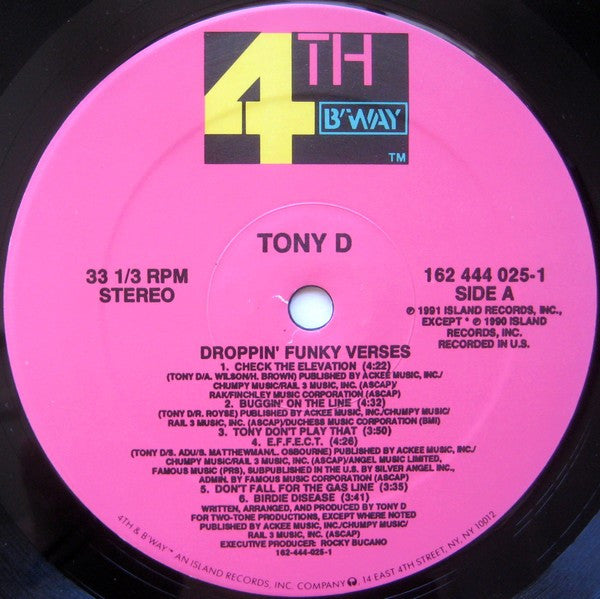 4TH
B'WAY
TM
TONY D
33 1/3 RPM
STEREO
162 444 025-1
SIDE A
℗ 1991 ISLAND RECORDS, INC.,
EXCEPT * ℗ 1990 ISLAND
RECORDS, INC.
RECORDED IN U.S.
DROPPIN' FUNKY VERSES
1. CHECK THE ELEVATION (4:22)
(TONY D/A. WILSON/H. BROWN) PUBLISHED BY ACKEE MUSIC, INC./
CHUMPY MUSIC/RAIL 3 MUSIC, INC. (ASCAP)/
RAK/FINCHLEY MUSIC CORPORATION (ASCAP)
2. BUGGIN' ON THE LINE (4:32)
(TONY D/R. ROYSE) PUBLISHED BY ACKEE MUSIC, INC./CHUMPY MUSIC/
RAIL 3 MUSIC, INC. (ASCAP)/DUCHESS MUSIC CORPORATION (BMI)
3. TONY DON'T PLAY THAT (3:50)
4. E.F.F.E.C.T. (4:26)
(TONY D/S. ADU/S. MATTHEWMAN/L. OSBOURNE) PUBLISHED BY ACKEE MUSIC, INC./
CHUMPY MUSIC/RAIL 3 MUSIC, INC. (ASCAP)/ANGEL MUSIC LIMITED,
FAMOUS MUSIC (PRS), SUBPUBLISHED IN THE U.S. BY SILVER ANGEL INC.,
ADMIN. BY FAMOUS MUSIC CORPORATION (ASCAP)
5. DON'T FALL FOR THE GAS LINE (3:35)
6. BIRDIE DISEASE (3:41)
WRITTEN, ARRANGED, AND PRODUCED BY TONY D
FOR TWO-TONE PRODUCTIONS, EXCEPT WHERE NOTED
PUBLISHED BY ACKEE MUSIC, INC./CHUMPY MUSIC/
RAIL 3 MUSIC, INC. (ASCAP)
EXECUTIVE PRODUCER: ROCKY BUCANO
162-444-025-1
4TH & B'WAY™ AN ISLAND RECORDS, INC. COMPANY, 14 EAST 4TH STREET, NY, NY 10012